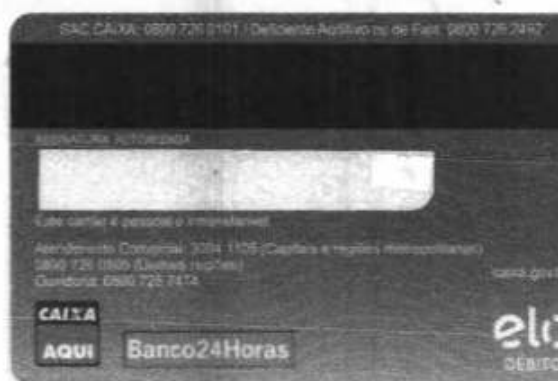 SAC CAIXA: 0800 726 0101 / Deficiente Auditivo ou de Fala: 0800 726 2492
ASSINATURA AUTORIZADA
Este cartão é pessoal e intransferível
Atendimento Comercial: 3004 1105 (Capitais e regiões metropolitanas)
0800 726 0505 (Demais regiões)
Ouvidoria: 0800 725 7474
CAIXA
AQUI
Banco24Horas
elo
DÉBITO